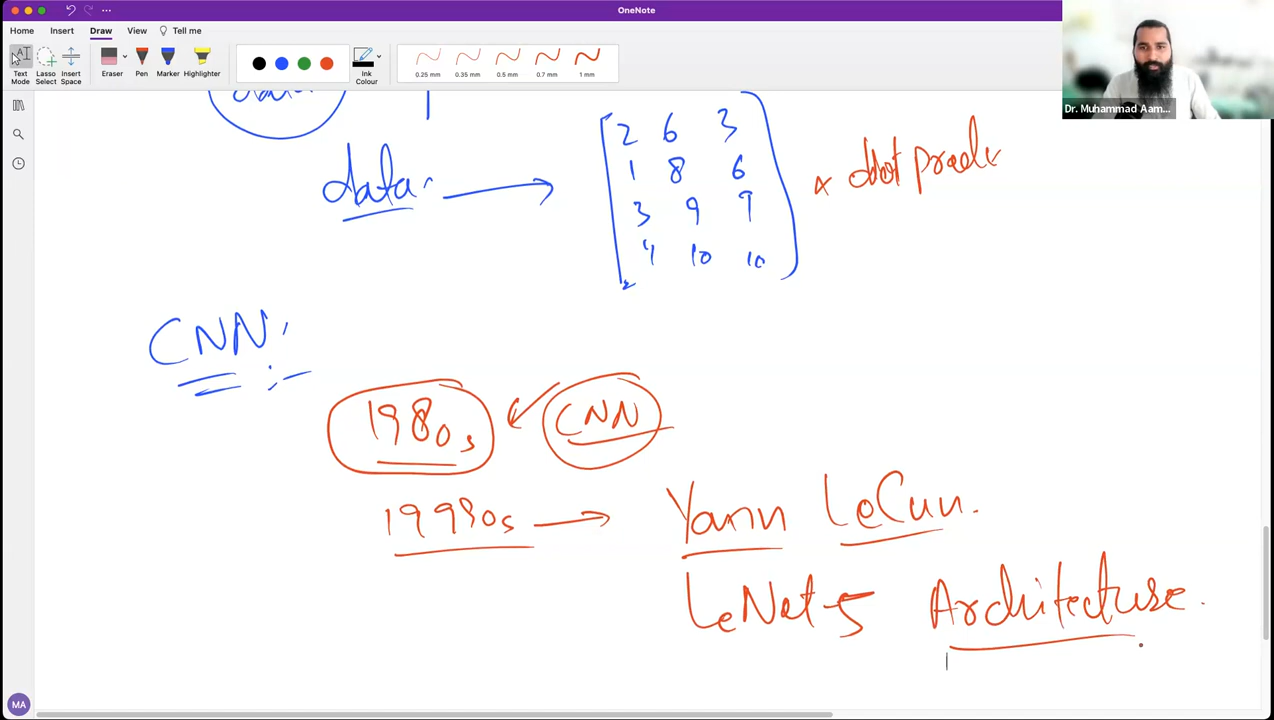 OneNote
Home Insert Draw View Tell me
Text Mode
Lasso Select
Insert Space
Eraser
Pen
Marker
Highlighter
Ink Colour
0.25 mm 0.35 mm 0.5 mm 0.7 mm 1 mm
Dr. Muhammad Aam...
data
data
2 6 3
1 8 6
3 9 9
4 10 10
dot
CNN
1980s CNN
19990s Yann LeCun.
LeNet-5 Architecture.
MA